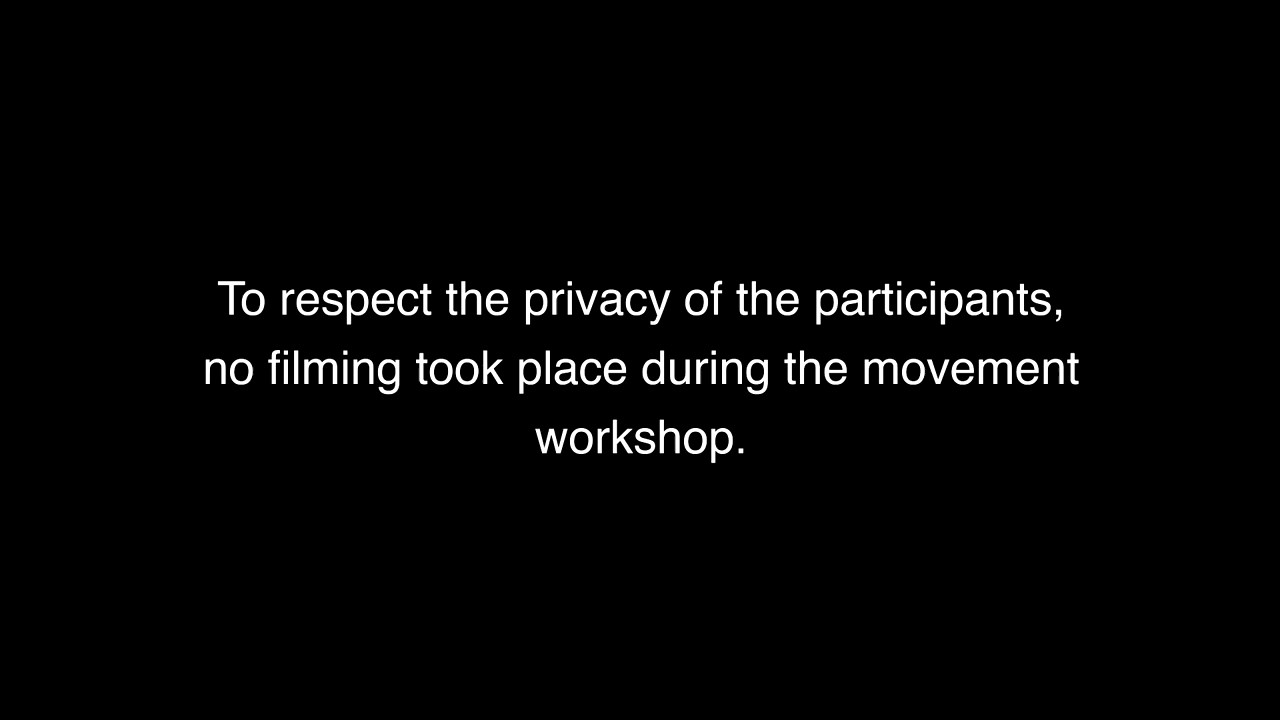 To respect the privacy of the participants,
no filming took place during the movement
workshop.